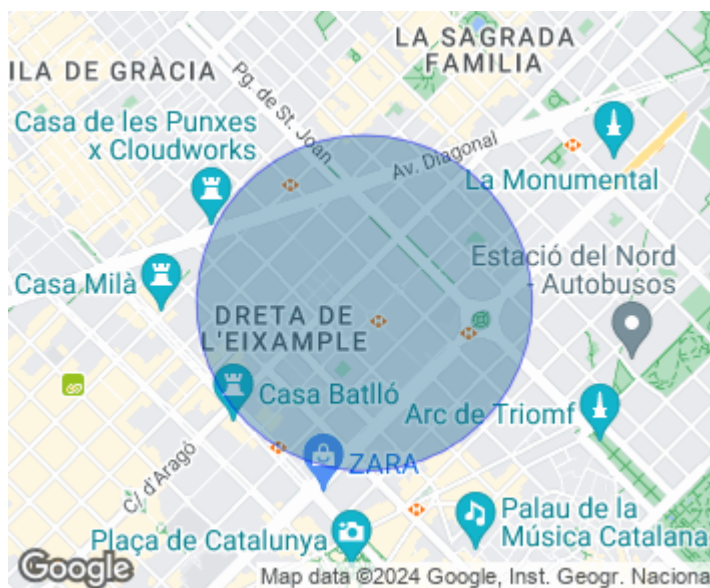 LA SAGRADA
FAMILIA
ILA DE GRÀCIA
Pg. de St. Joan
Casa de les Punxes
x Cloudworks
Av. Diagonal
La Monumental
Estació del Nord
- Autobusos
Casa Milà
DRETA DE
L'EIXAMPLE
Casa Batlló
Arc de Triomf
C/ d'Aragó
ZARA
Palau de la
Música Catalana
Plaça de Catalunya
Google
Map data ©2024 Google, Inst. Geogr. Naciona